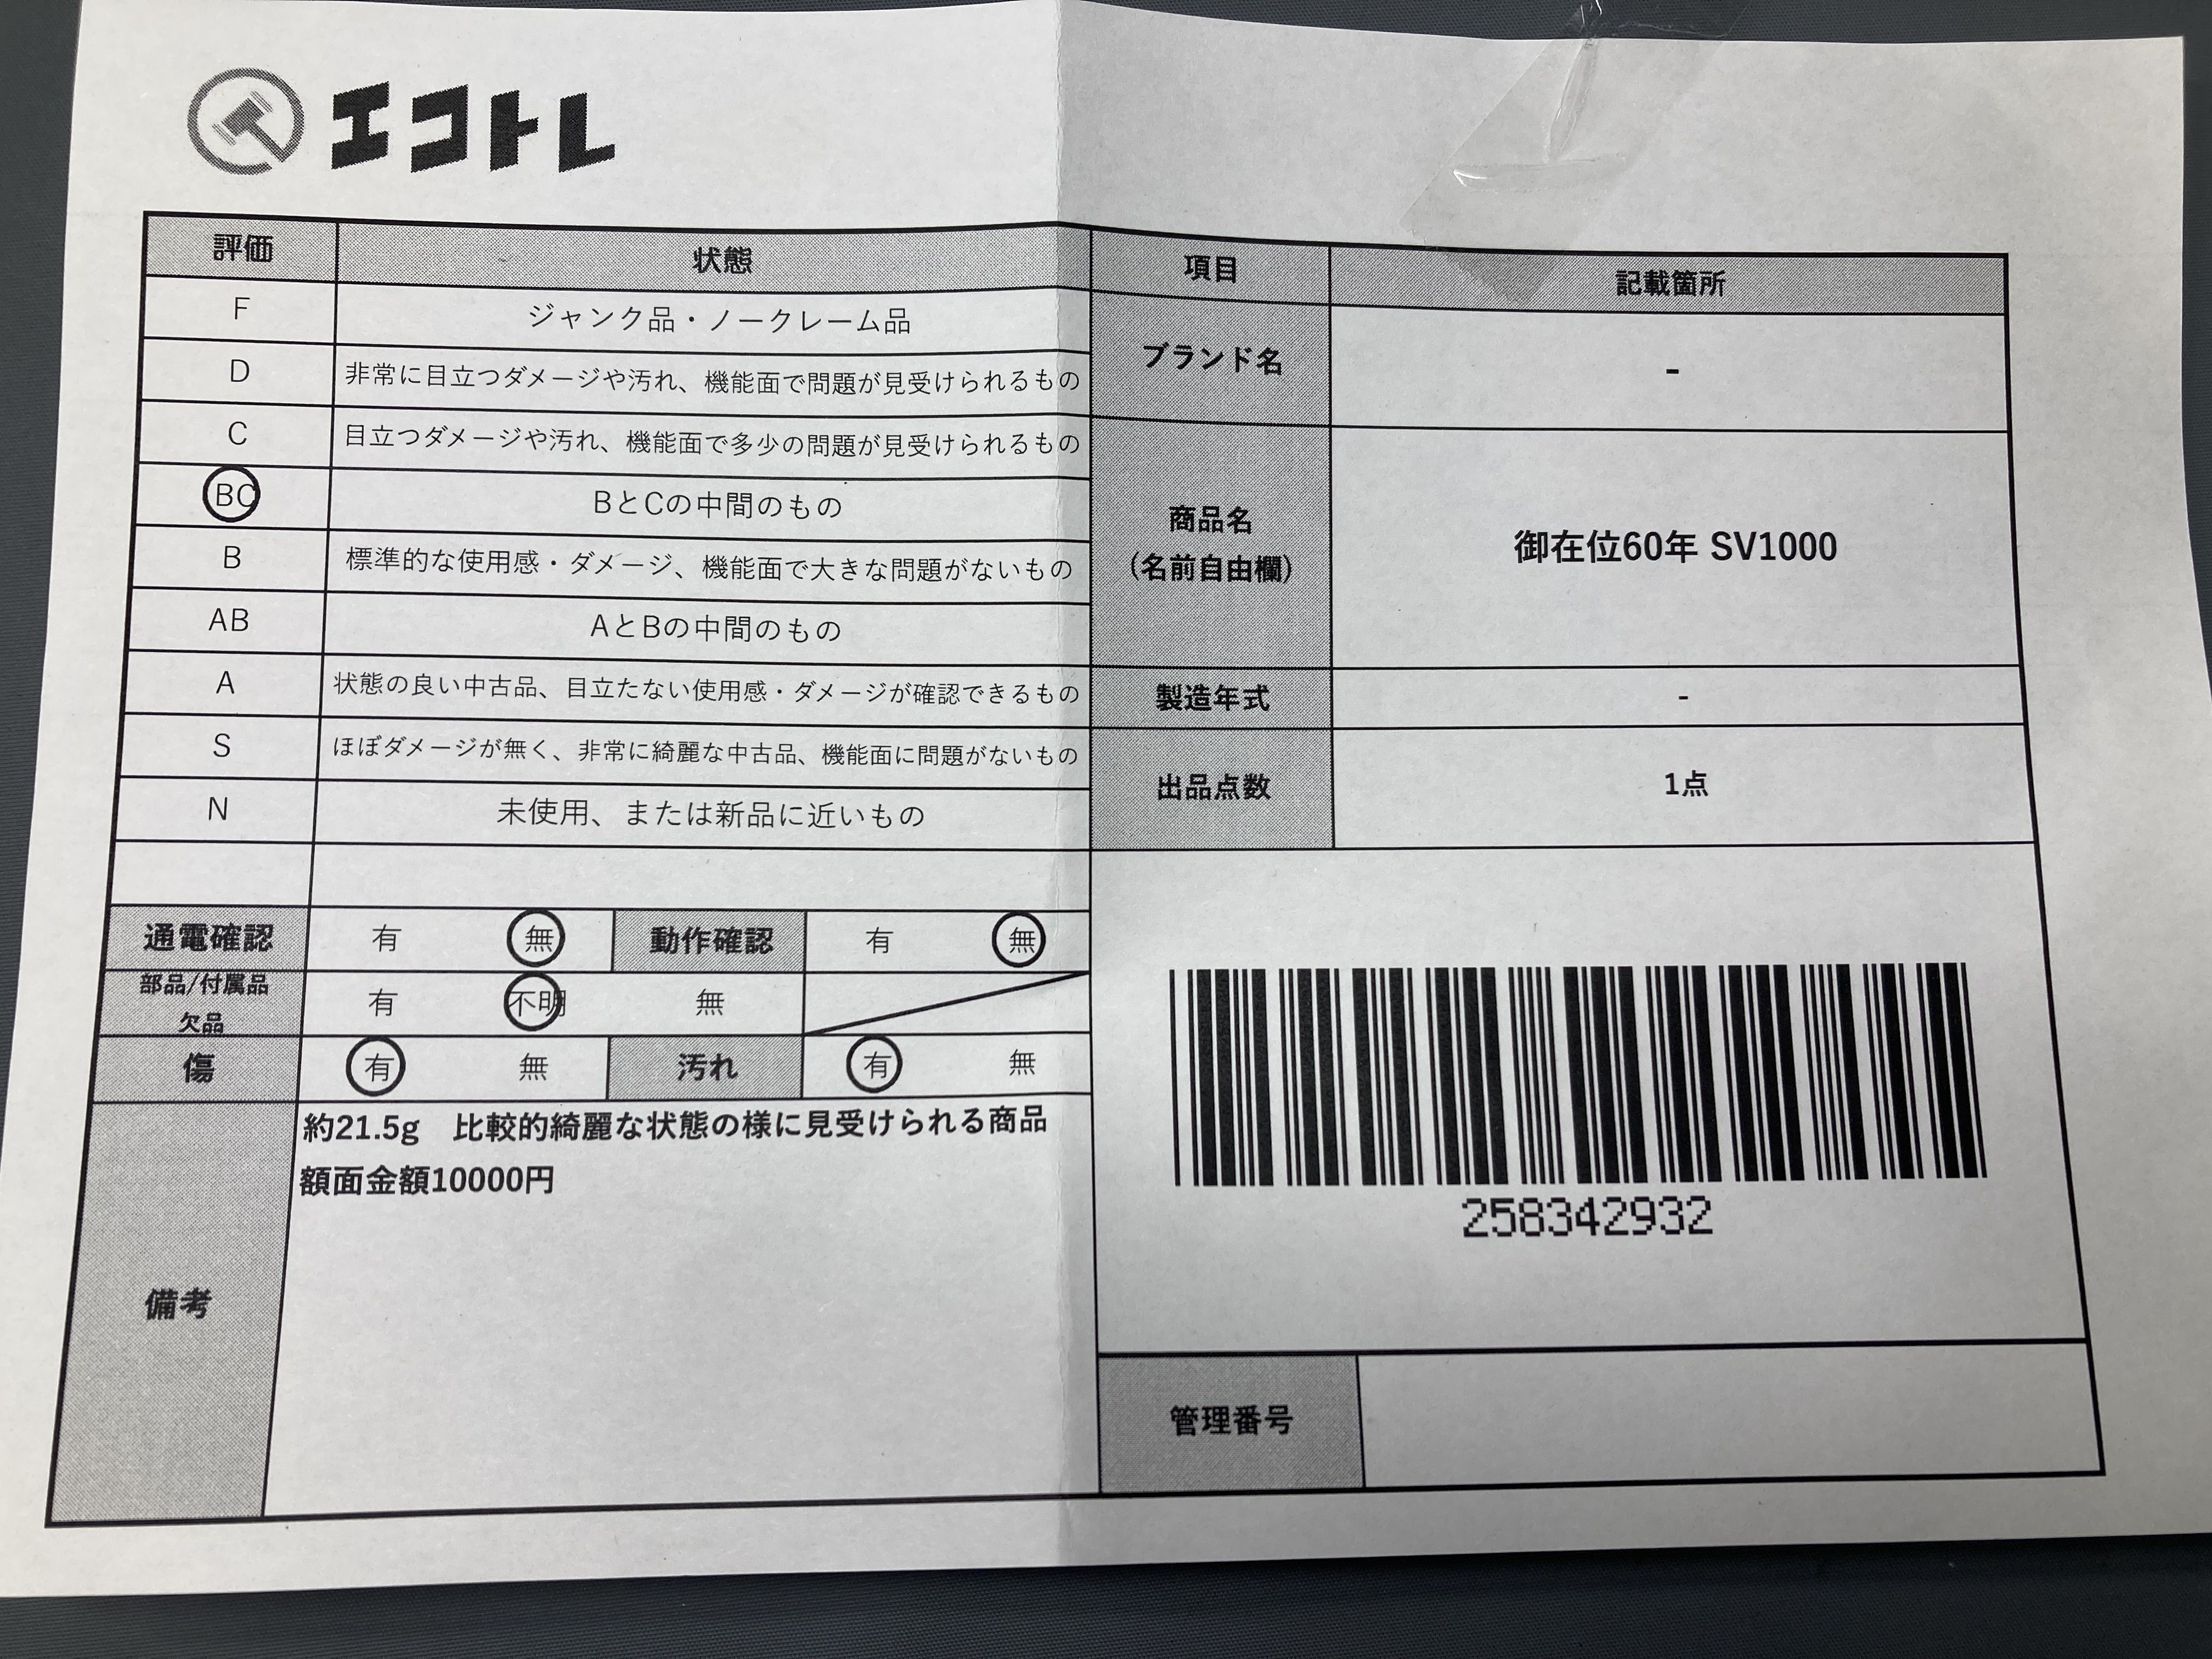 エコトレ
評価 状態
F ジャンク品・ノークレーム品
D 非常に目立つダメージや汚れ、機能面で問題が見受けられるもの
C 目立つダメージや汚れ、機能面で多少の問題が見受けられるもの
BC BとCの中間のもの
B 標準的な使用感・ダメージ、機能面で大きな問題がないもの
AB AとBの中間のもの
A 状態の良い中古品、目立たない使用感・ダメージが確認できるもの
S ほぼダメージが無く、非常に綺麗な中古品、機能面に問題がないもの
N 未使用、または新品に近いもの
通電確認 有 無 動作確認 有 無
部品/付属品
欠品 有 不明 無
傷 有 無 汚れ 有 無
備考
約21.5g 比較的綺麗な状態の様に見受けられる商品
額面金額10000円
項目 記載箇所
ブランド名 -
商品名
(名前自由欄)
御在位60年 SV1000
製造年式 -
出品点数 1点
258342932
管理番号